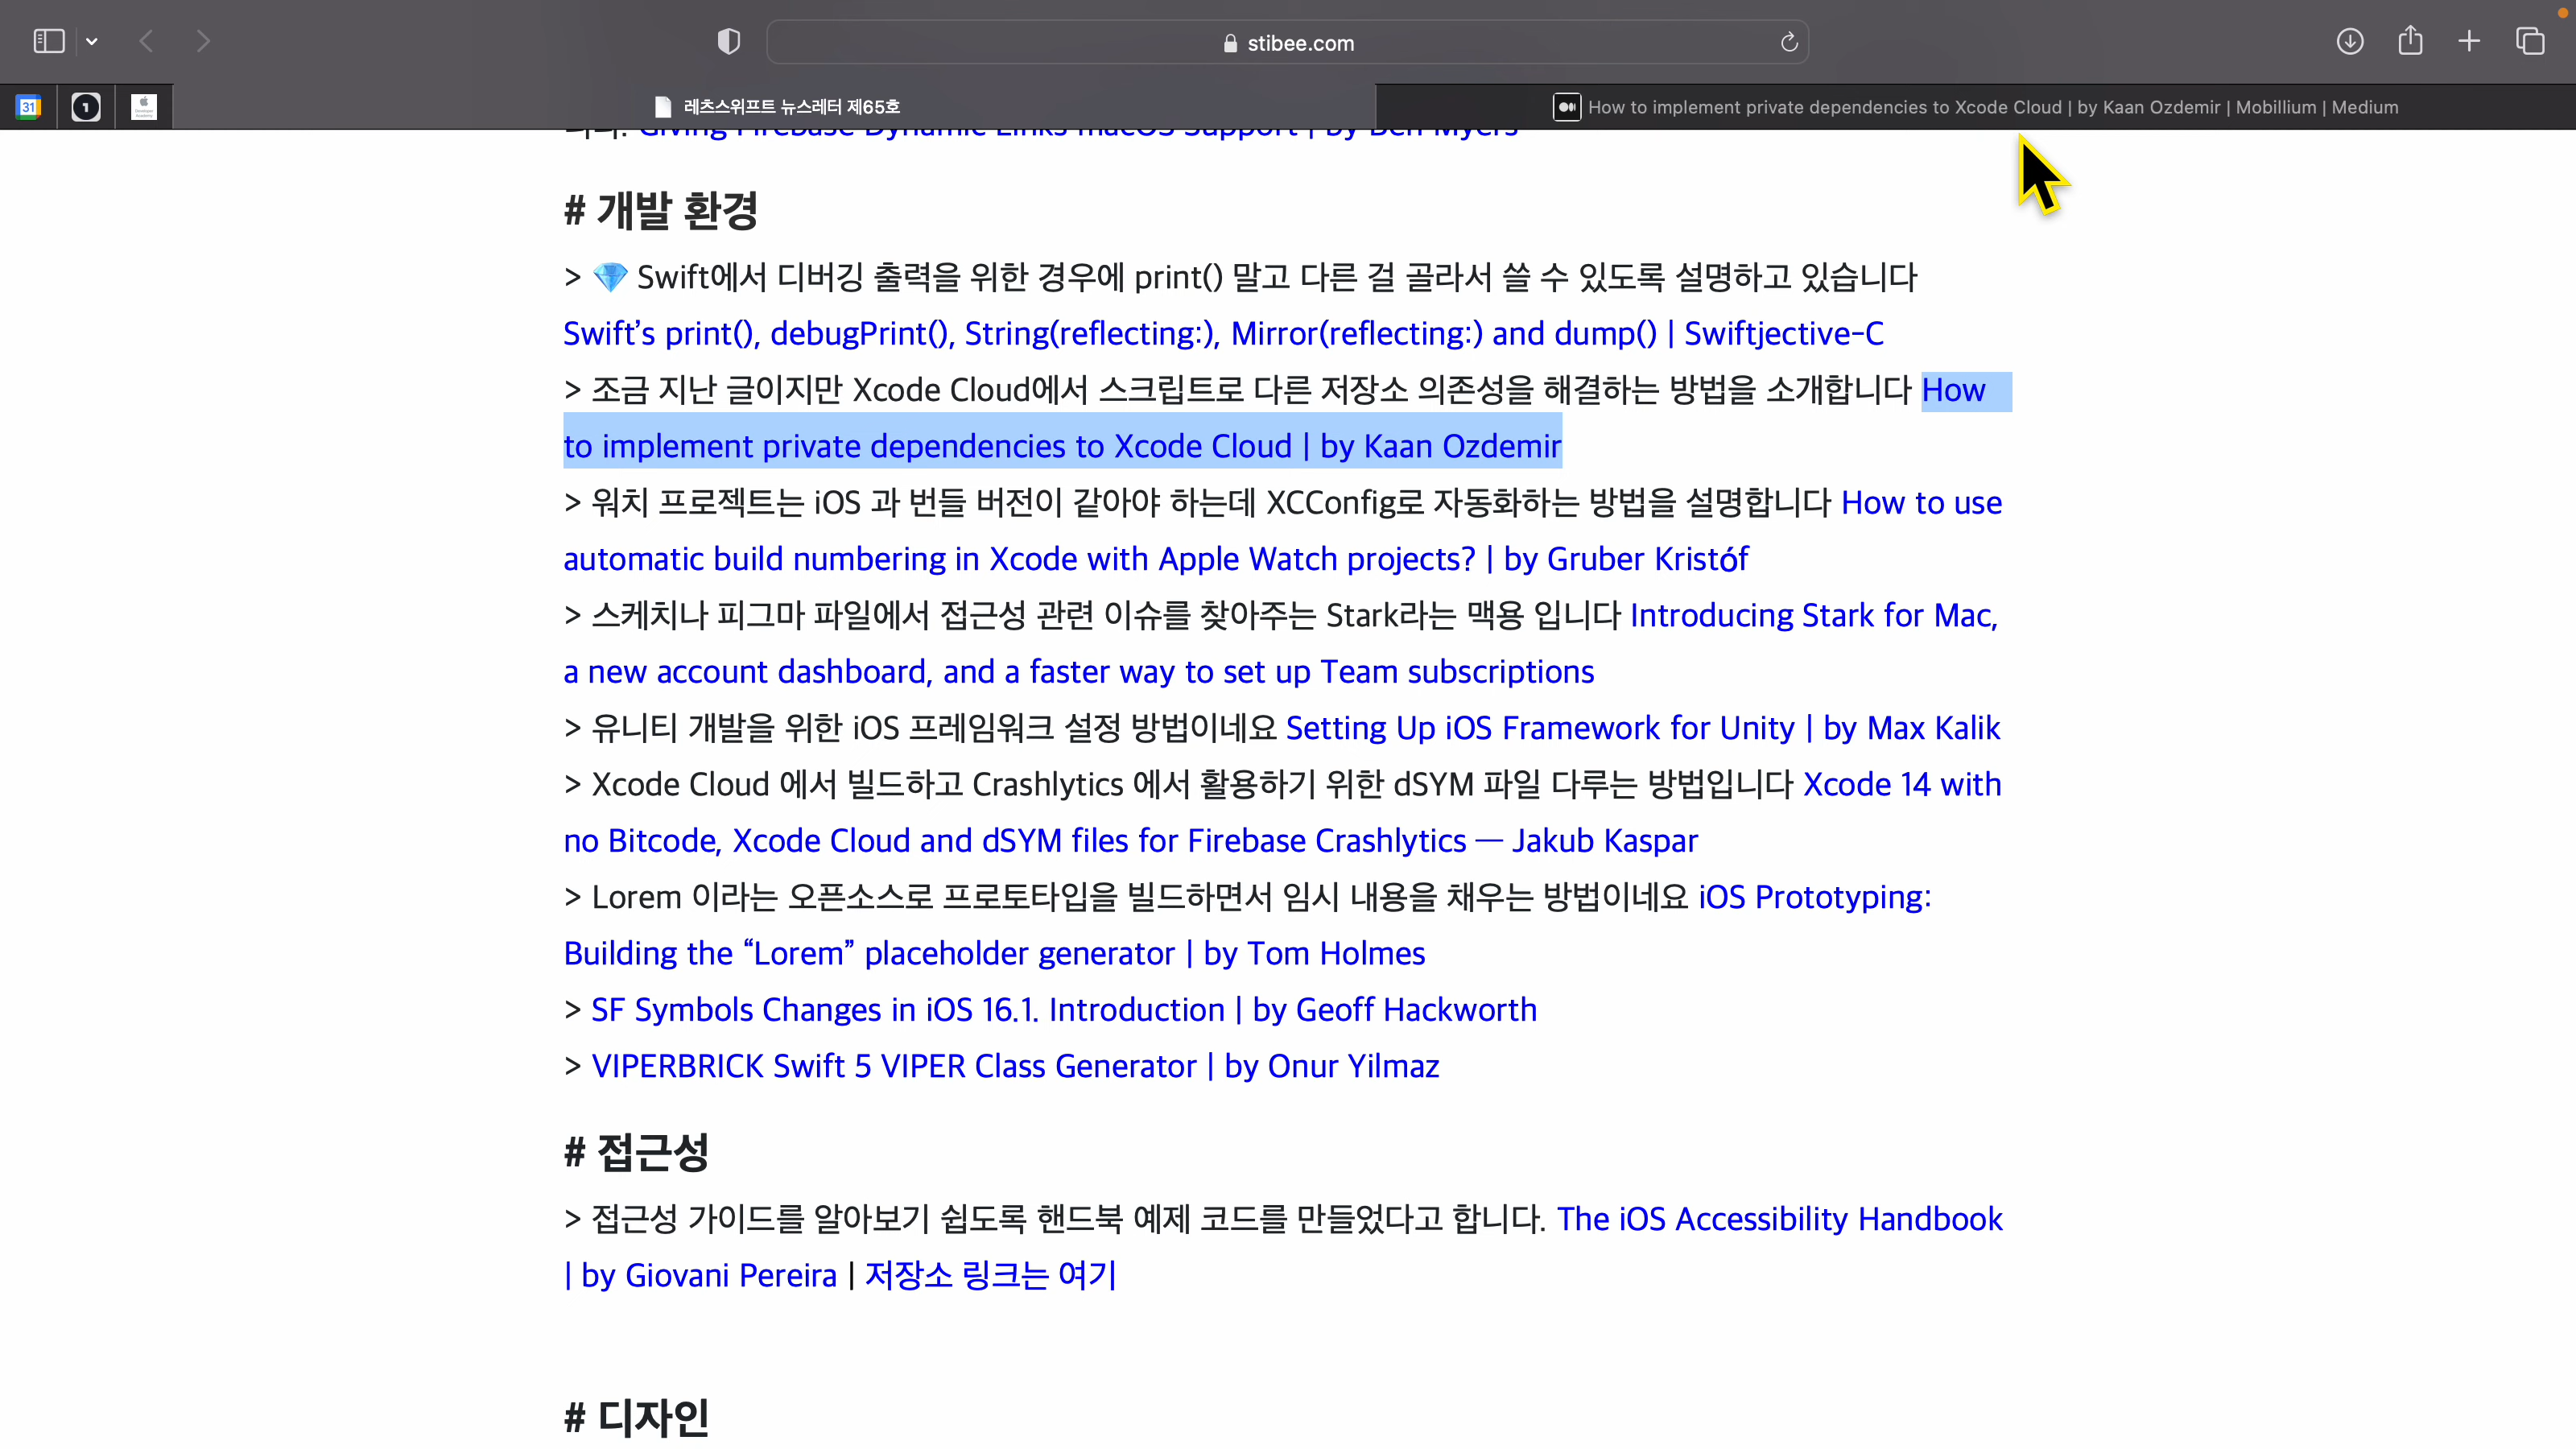 stibee.com
31
1
레츠스위프트 뉴스레터 제65호
How to implement private dependencies to Xcode Cloud | by Kaan Ozdemir | Mobillium | Medium
Giving Firebase Dynamic Links macOS Support | by Ben Myers
# 개발 환경
> 💎 Swift에서 디버깅 출력을 위한 경우에 print() 말고 다른 걸 골라서 쓸 수 있도록 설명하고 있습니다
Swift’s print(), debugPrint(), String(reflecting:), Mirror(reflecting:) and dump() | Swiftjective-C
> 조금 지난 글이지만 Xcode Cloud에서 스크립트로 다른 저장소 의존성을 해결하는 방법을 소개합니다 How
to implement private dependencies to Xcode Cloud | by Kaan Ozdemir
> 워치 프로젝트는 iOS 과 번들 버전이 같아야 하는데 XCConfig로 자동화하는 방법을 설명합니다 How to use
automatic build numbering in Xcode with Apple Watch projects? | by Gruber Kristóf
> 스케치나 피그마 파일에서 접근성 관련 이슈를 찾아주는 Stark라는 맥용 입니다 Introducing Stark for Mac,
a new account dashboard, and a faster way to set up Team subscriptions
> 유니티 개발을 위한 iOS 프레임워크 설정 방법이네요 Setting Up iOS Framework for Unity | by Max Kalik
> Xcode Cloud 에서 빌드하고 Crashlytics 에서 활용하기 위한 dSYM 파일 다루는 방법입니다 Xcode 14 with
no Bitcode, Xcode Cloud and dSYM files for Firebase Crashlytics — Jakub Kaspar
> Lorem 이라는 오픈소스로 프로토타입을 빌드하면서 임시 내용을 채우는 방법이네요 iOS Prototyping:
Building the “Lorem” placeholder generator | by Tom Holmes
> SF Symbols Changes in iOS 16.1. Introduction | by Geoff Hackworth
> VIPERBRICK Swift 5 VIPER Class Generator | by Onur Yilmaz
# 접근성
> 접근성 가이드를 알아보기 쉽도록 핸드북 예제 코드를 만들었다고 합니다. The iOS Accessibility Handbook
| by Giovani Pereira | 저장소 링크는 여기
# 디자인